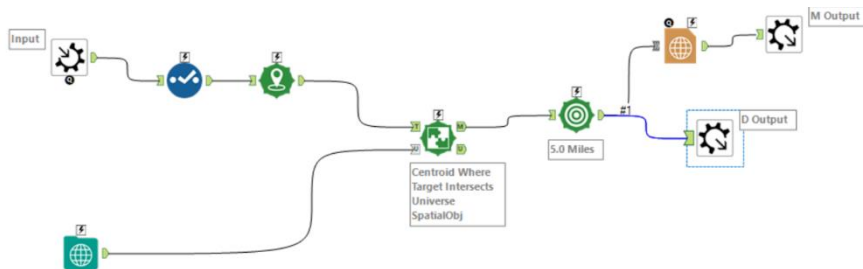 Input
M Output
#1
D Output
T
M
U
U
5.0 Miles
Centroid Where
Target Intersects
Universe
SpatialObj